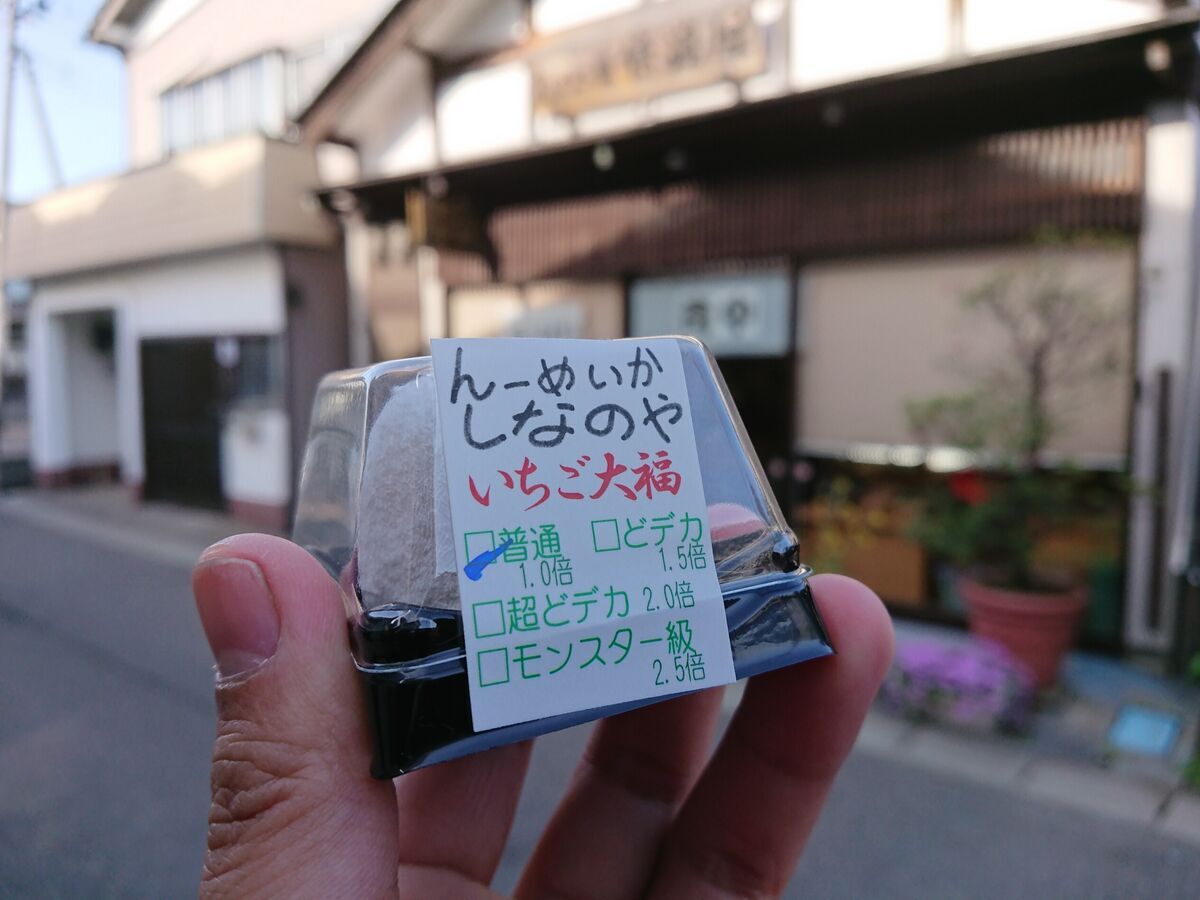 んーめぃか
しなのや
いちご大福
□普通 □どデカ
1.0倍 1.5倍
□超どデカ 2.0倍
□モンスター級
2.5倍